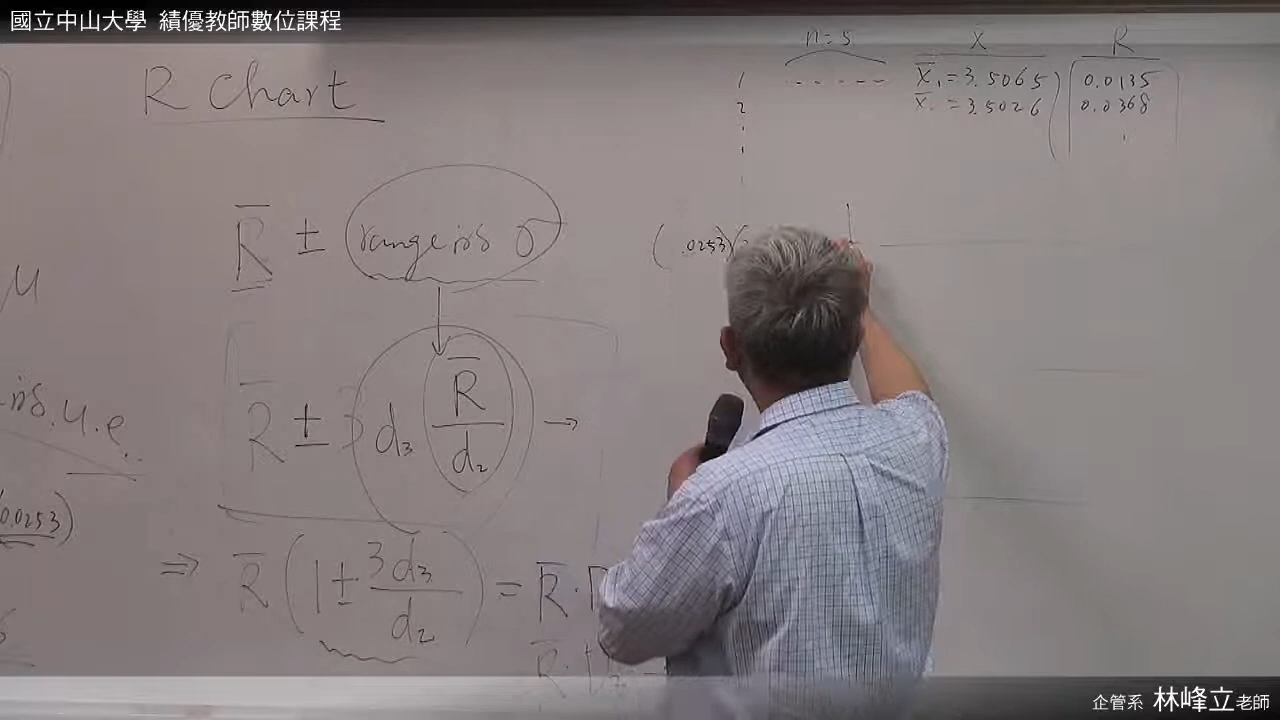 國立中山大學 績優教師數位課程
R Chart
n=5
X
R
1
X̄₁ = 3.5065
0.0135
2
= 3.5026
0.0368
R̄ ± range's σ
(.0253)
μ
R̄ ± 3 d₃ R̄/d₂ →
's.u.e.
(0.0253)
⇒ R̄ (1 ± 3d₃/d₂) = R̄ ·
R̄ ·
企管系 林峰立老師